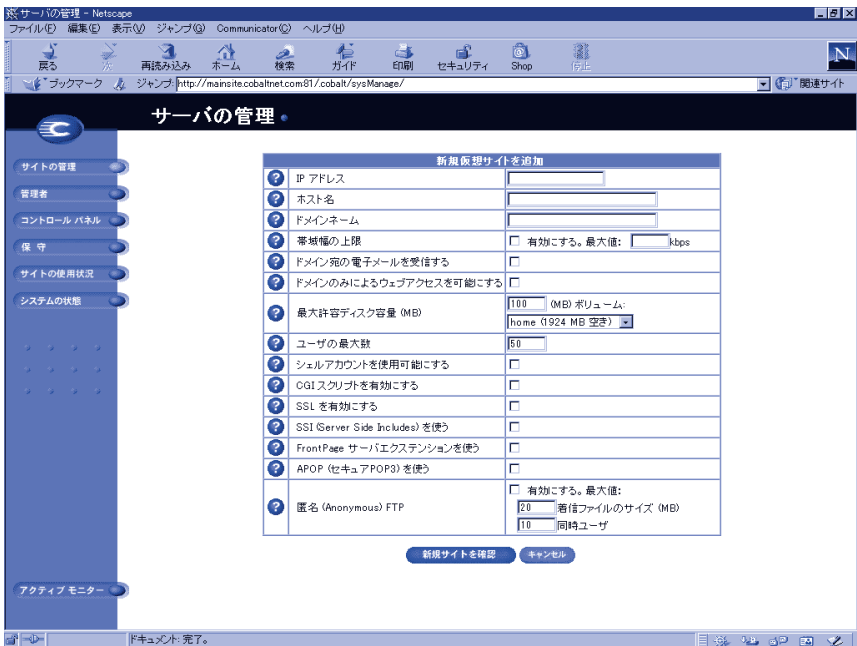 サーバの管理 - Netscape
ファイル(F) 編集(E) 表示(V) ジャンプ(G) Communicator(C) ヘルプ(H)
戻る 次 再読み込み ホーム 検索 ガイド 印刷 セキュリティ Shop 停止
N
ブックマーク ジャンプ: http://mainsite.cobaltnet.com:81/.cobalt/sysManage/ 関連サイト
サーバの管理
サイトの管理
管理者
コントロール パネル
保 守
サイトの使用状況
システムの状態
アクティブ モニター
新規仮想サイトを追加
? IP アドレス
? ホスト名
? ドメインネーム
? 帯域幅の上限 有効にする。最大値: kbps
? ドメイン宛の電子メールを受信する
? ドメインのみによるウェブアクセスを可能にする
? 最大許容ディスク容量 (MB) 100 (MB) ボリューム:
home (1924 MB 空き)
? ユーザの最大数 50
? シェルアカウントを使用可能にする
? CGI スクリプトを有効にする
? SSL を有効にする
? SSI (Server Side Includes) を使う
? FrontPage サーバエクステンションを使う
? APOP (セキュアPOP3) を使う
? 匿名 (Anonymous) FTP 有効にする。最大値:
20 着信ファイルのサイズ (MB)
10 同時ユーザ
新規サイトを確認 キャンセル
ドキュメント: 完了。